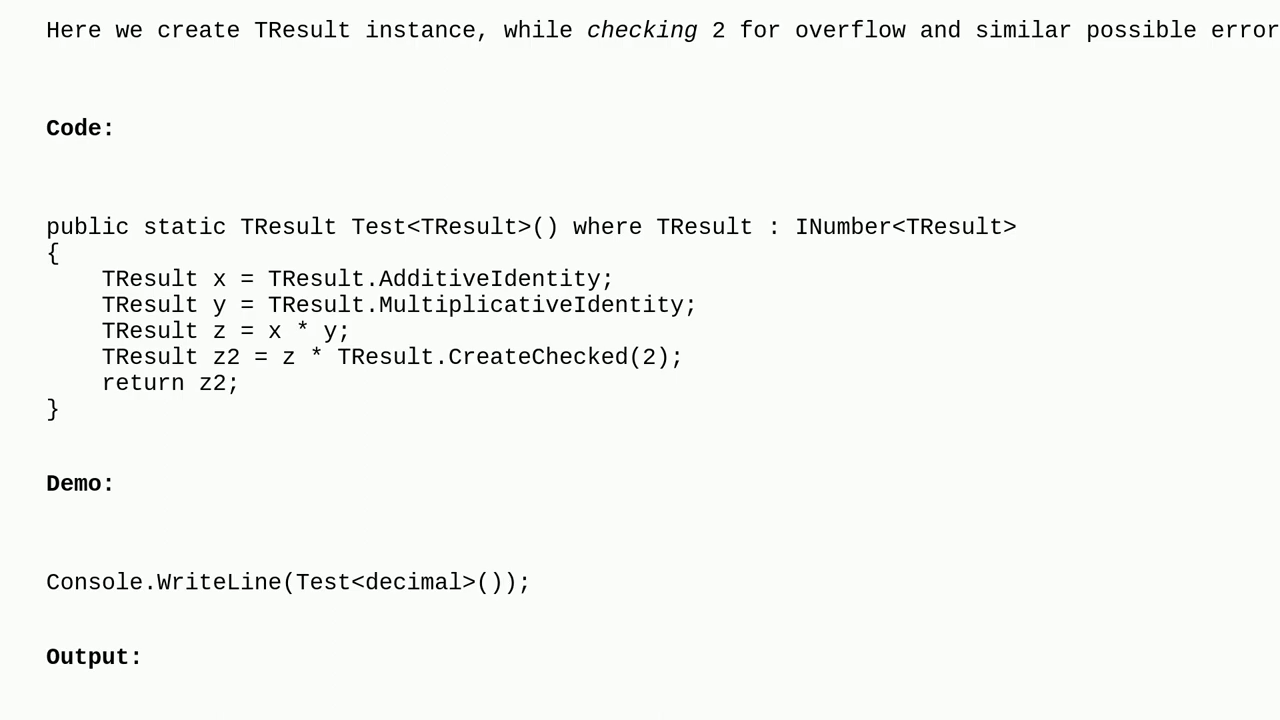 Here we create TResult instance, while checking 2 for overflow and similar possible error
Code:
public static TResult Test<TResult>() where TResult : INumber<TResult>
{
    TResult x = TResult.AdditiveIdentity;
    TResult y = TResult.MultiplicativeIdentity;
    TResult z = x * y;
    TResult z2 = z * TResult.CreateChecked(2);
    return z2;
}
Demo:
Console.WriteLine(Test<decimal>());
Output: